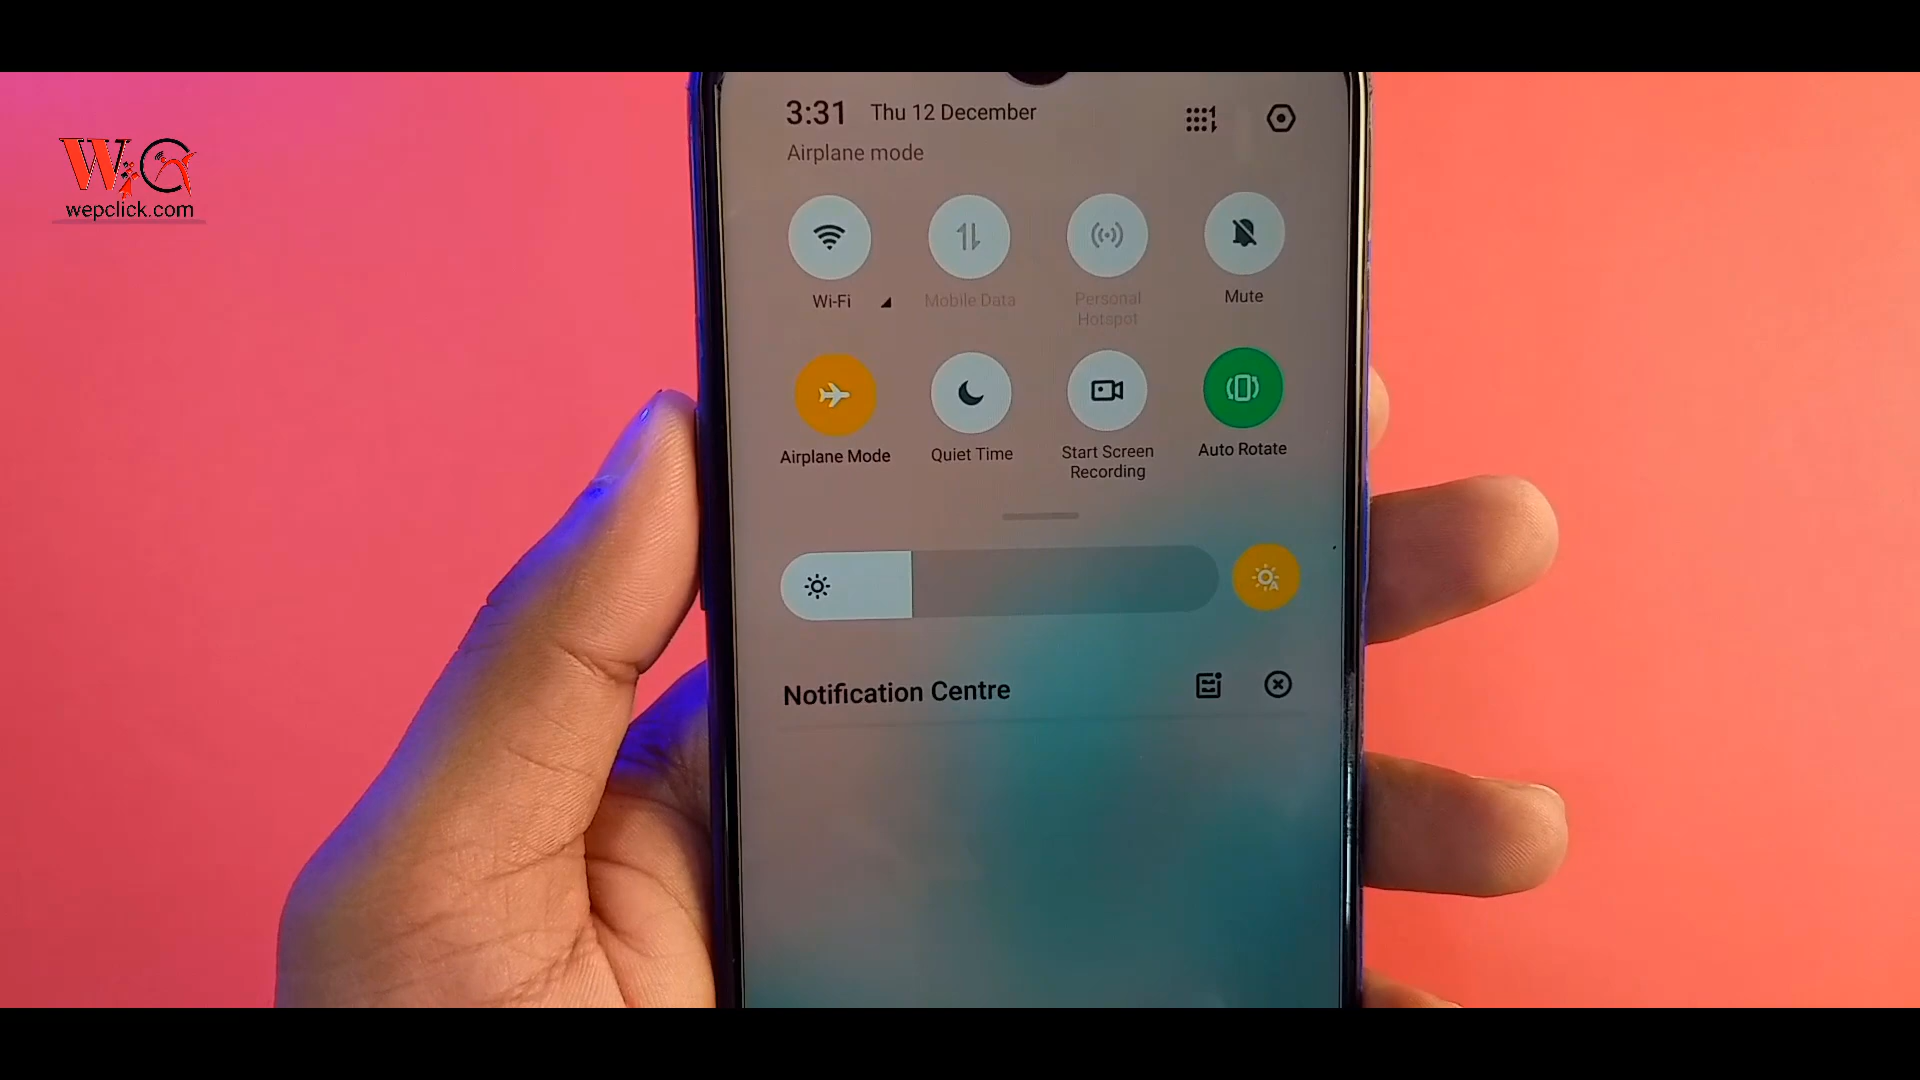 3:31 Thu 12 December
Airplane mode
WiC
wepclick.com
Wi-Fi
Mobile Data
Personal
Hotspot
Mute
Airplane Mode
Quiet Time
Start Screen
Recording
Auto Rotate
Notification Centre